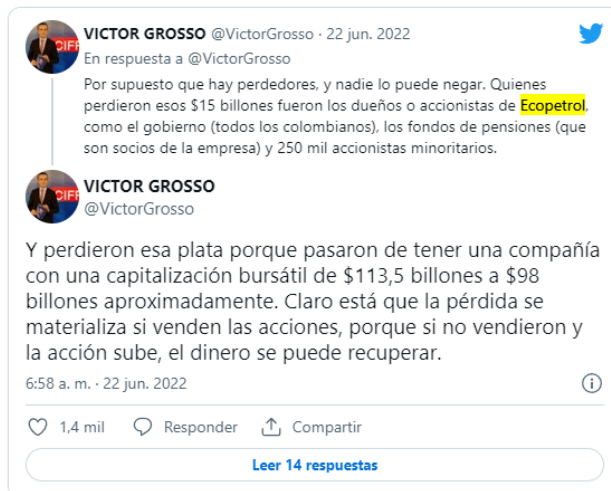 VICTOR GROSSO @VictorGrosso · 22 jun. 2022
En respuesta a @VictorGrosso
Por supuesto que hay perdedores, y nadie lo puede negar. Quienes
perdieron esos $15 billones fueron los dueños o accionistas de Ecopetrol,
como el gobierno (todos los colombianos), los fondos de pensiones (que
son socios de la empresa) y 250 mil accionistas minoritarios.
CIFR
VICTOR GROSSO
@VictorGrosso
CIFR
Y perdieron esa plata porque pasaron de tener una compañía
con una capitalización bursátil de $113,5 billones a $98
billones aproximadamente. Claro está que la pérdida se
materializa si venden las acciones, porque si no vendieron y
la acción sube, el dinero se puede recuperar.
6:58 a. m. · 22 jun. 2022
1,4 mil Responder Compartir
Leer 14 respuestas